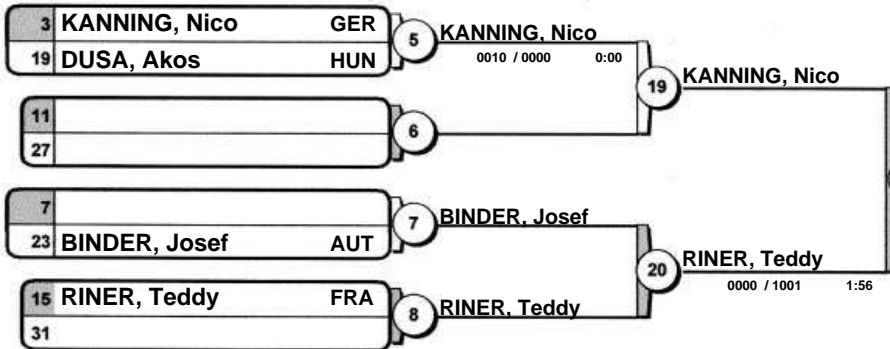 3 KANNING, Nico GER
19 DUSA, Akos HUN
5 KANNING, Nico
0010 / 0000 0:00
11
27
6
19 KANNING, Nico
7
23 BINDER, Josef AUT
7 BINDER, Josef
15 RINER, Teddy FRA
31
8 RINER, Teddy
20 RINER, Teddy
0000 / 1001 1:56